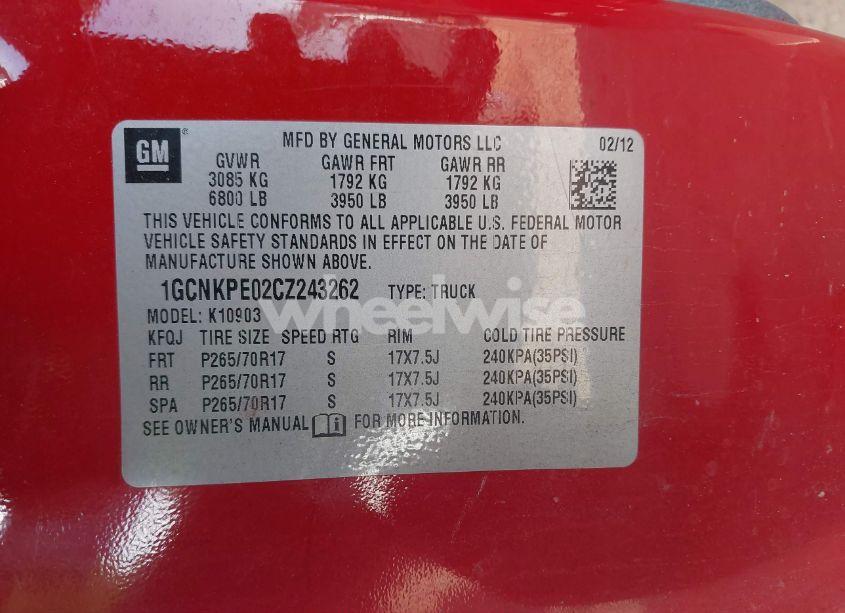 GM
®
MFD BY GENERAL MOTORS LLC 02/12
GVWR GAWR FRT GAWR RR
3085 KG 1792 KG 1792 KG
6800 LB 3950 LB 3950 LB
THIS VEHICLE CONFORMS TO ALL APPLICABLE U.S. FEDERAL MOTOR
VEHICLE SAFETY STANDARDS IN EFFECT ON THE DATE OF
MANUFACTURE SHOWN ABOVE.
1GCNKPE02CZ243262 TYPE: TRUCK
wheelwise
MODEL: K10903
KFQJ TIRE SIZE SPEED RTG RIM COLD TIRE PRESSURE
FRT P265/70R17 S 17X7.5J 240KPA(35PSI)
RR P265/70R17 S 17X7.5J 240KPA(35PSI)
SPA P265/70R17 S 17X7.5J 240KPA(35PSI)
SEE OWNER'S MANUAL FOR MORE INFORMATION.